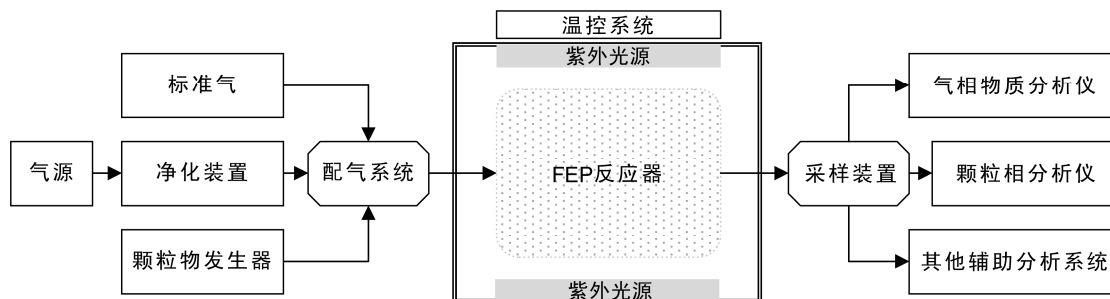 温控系统
紫外光源
标准气
气相物质分析仪
气源
净化装置
配气系统
FEP反应器
采样装置
颗粒相分析仪
颗粒物发生器
其他辅助分析系统
紫外光源